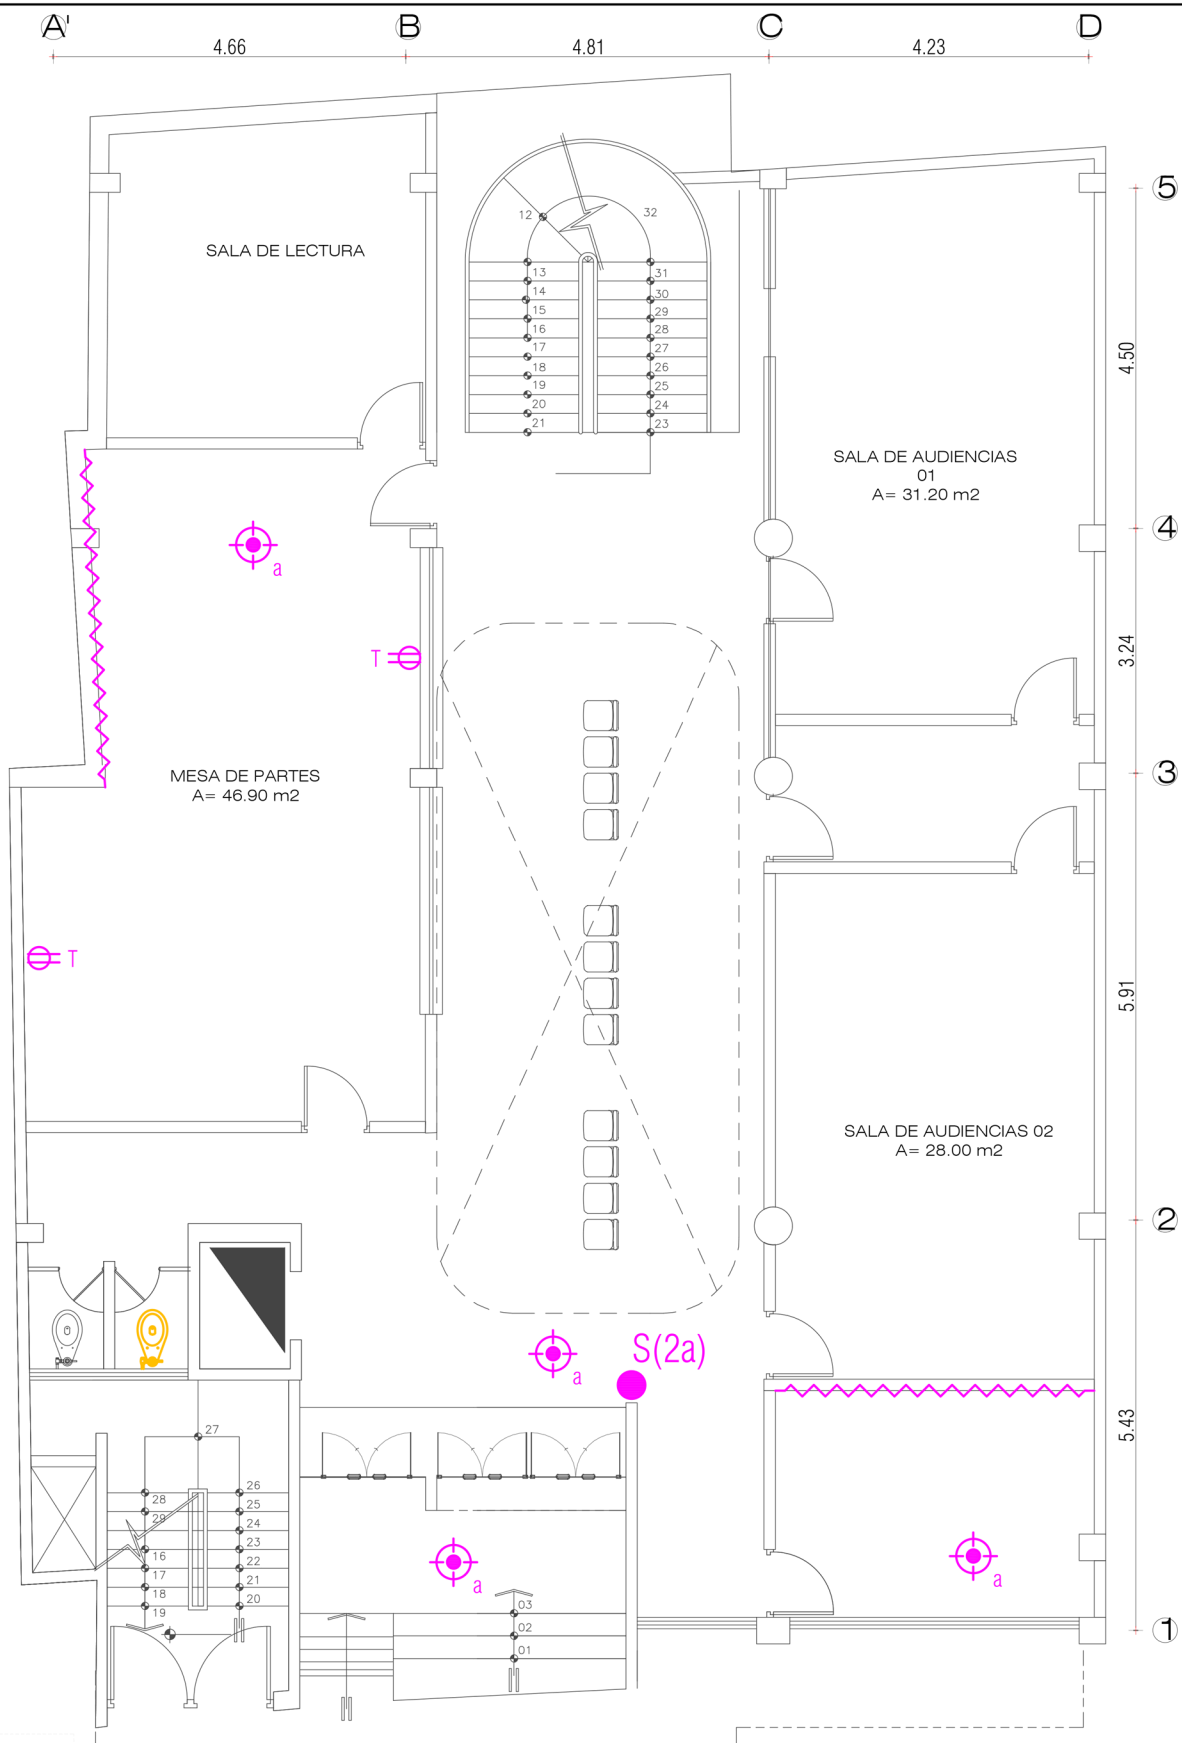 A' B C D
4.66 4.81 4.23
5
12 32
SALA DE LECTURA
13 31
14 30
15 29
16 28
17 27
18 26
19 25
20 24
21 23
4.50
SALA DE AUDIENCIAS
01
A= 31.20 m2
4
a
T
3.24
MESA DE PARTES
A= 46.90 m2
3
T
5.91
SALA DE AUDIENCIAS 02
A= 28.00 m2
2
S(2a)
a
5.43
27
28 26
29 25
24
16 23
17 22
18 21
19 20
a
a
03
02
01
1